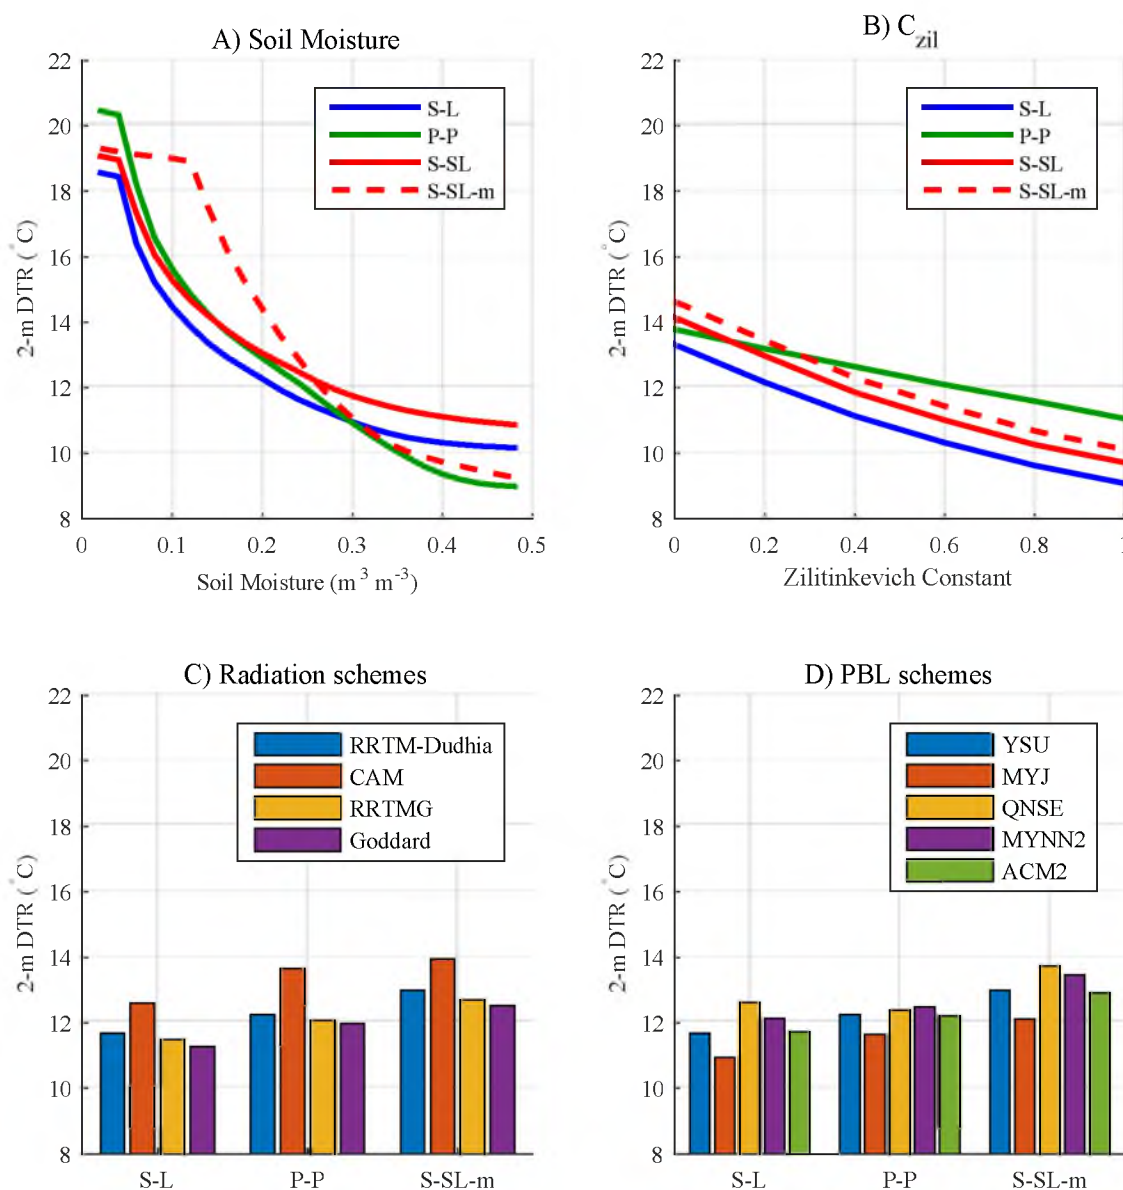 A) Soil Moisture
22
20
18
16
14
12
10
8
2-m DTR (°C)
0 0.1 0.2 0.3 0.4 0.5
Soil Moisture (m³ m⁻³)
S-L
P-P
S-SL
S-SL-m
B) C_zil
22
20
18
16
14
12
10
8
2-m DTR (°C)
0 0.2 0.4 0.6 0.8 1
Zilitinkevich Constant
S-L
P-P
S-SL
S-SL-m
C) Radiation schemes
22
20
18
16
14
12
10
8
2-m DTR (°C)
S-L P-P S-SL-m
RRTM-Dudhia
CAM
RRTMG
Goddard
D) PBL schemes
22
20
18
16
14
12
10
8
2-m DTR (°C)
S-L P-P S-SL-m
YSU
MYJ
QNSE
MYNN2
ACM2